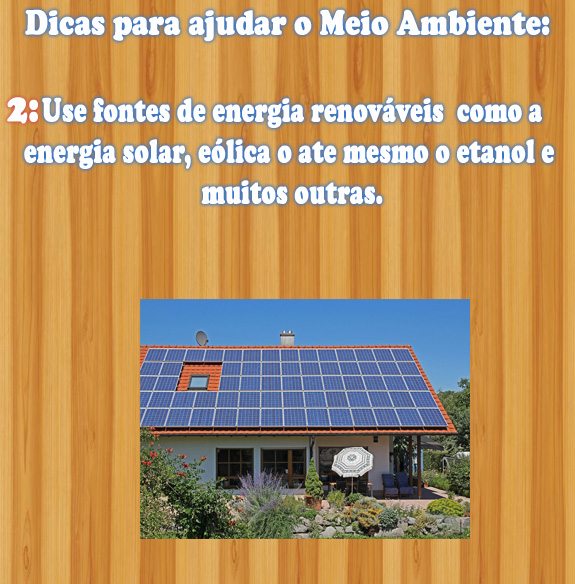 Dicas para ajudar o Meio Ambiente:
2: Use fontes de energia renováveis como a
energia solar, eólica o ate mesmo o etanol e
muitos outras.